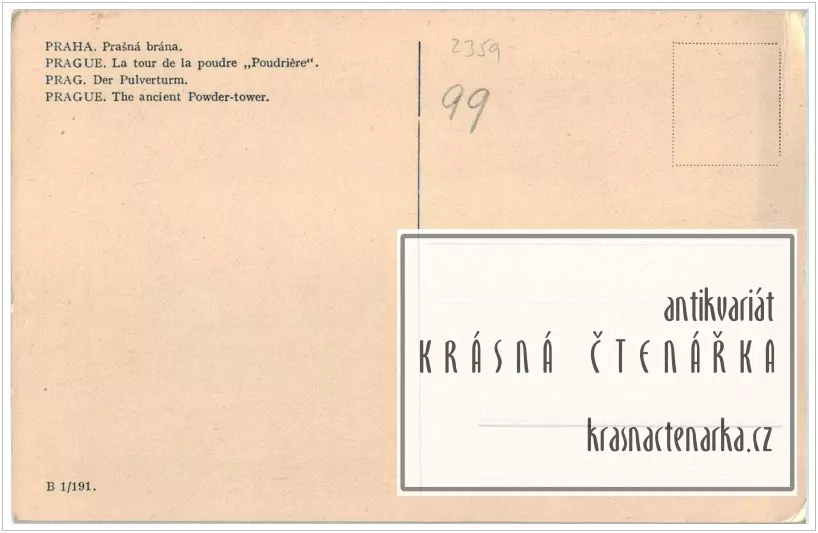 PRAHA. Prašná brána.
PRAGUE. La tour de la poudre „Poudrière“.
PRAG. Der Pulverturm.
PRAGUE. The ancient Powder-tower.
2359-
99
antikvariát
KRÁSNÁ ČTENÁŘKA
krasnactenarka.cz
B 1/191.